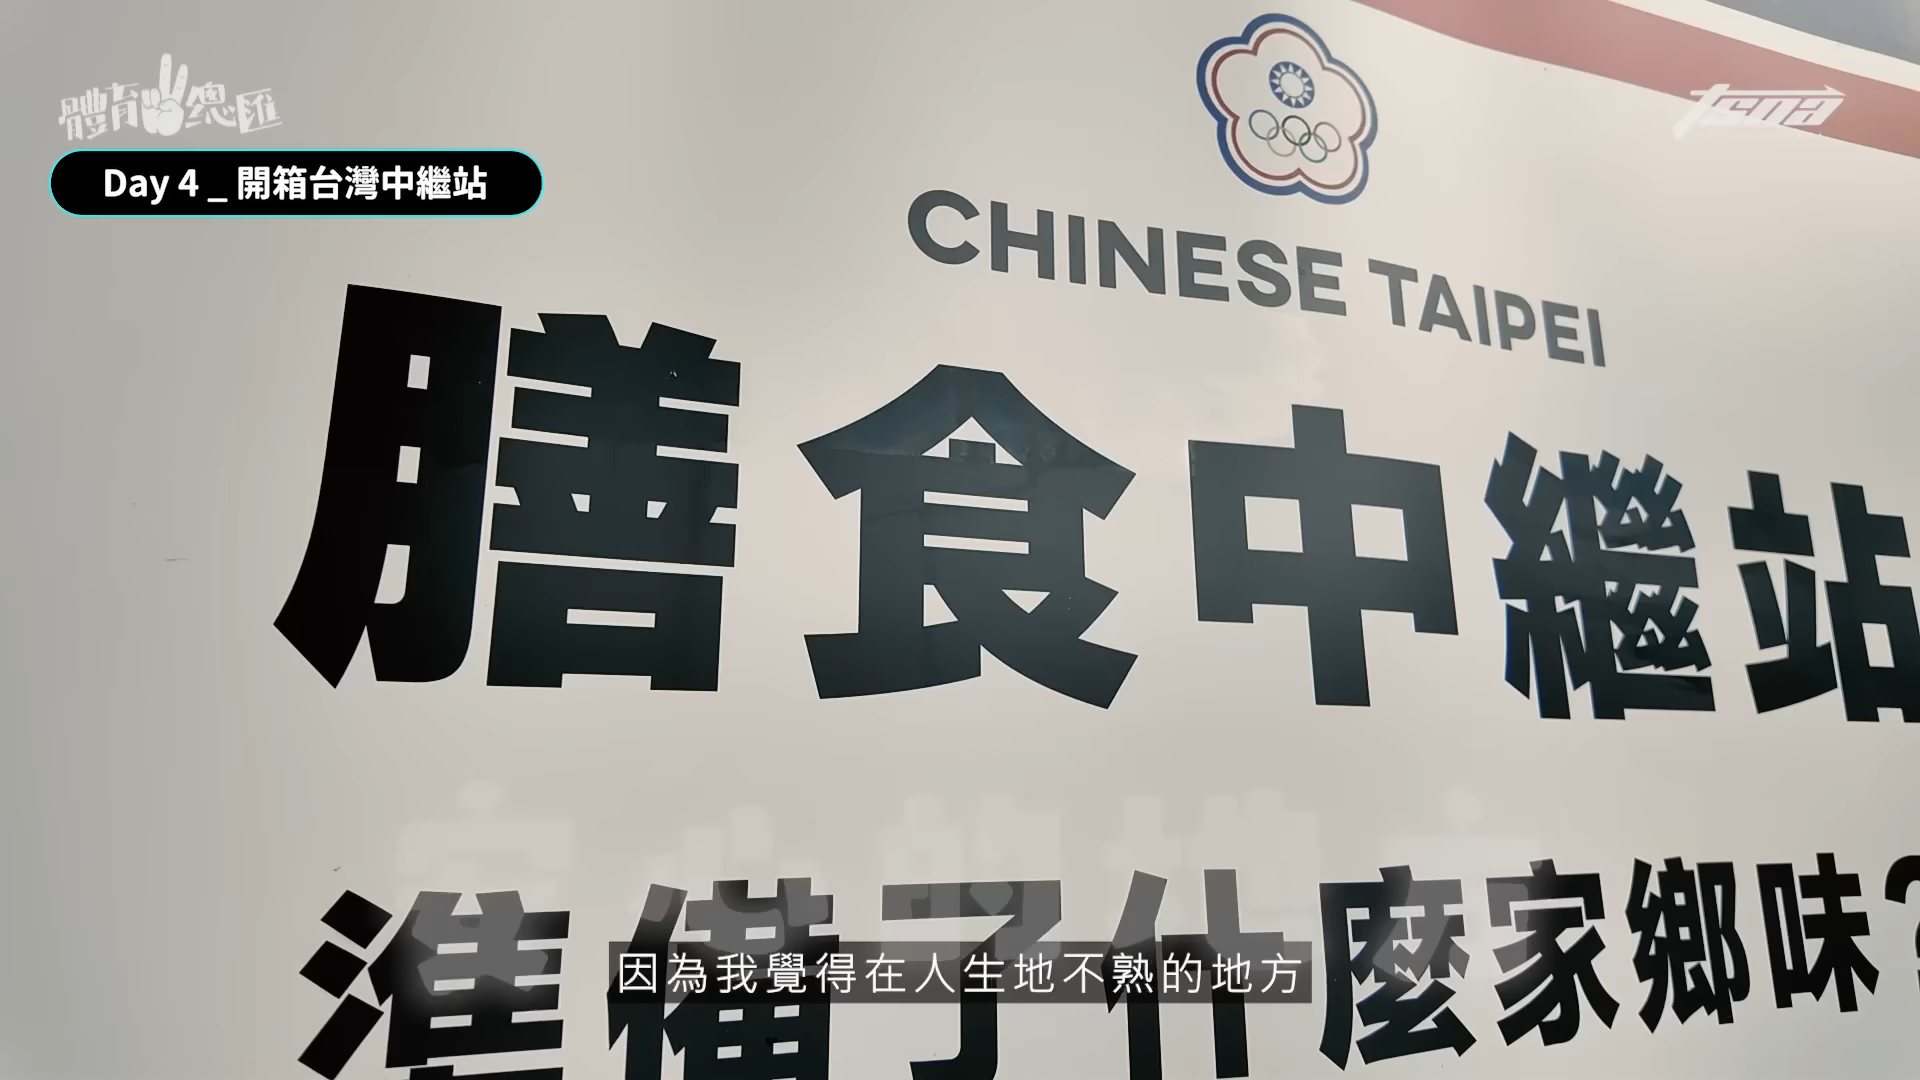 體育總匯
tsna
Day 4 _ 開箱台灣中繼站
CHINESE TAIPEI
膳食中繼站
準備了什麼家鄉味?
因為我覺得在人生地不熟的地方